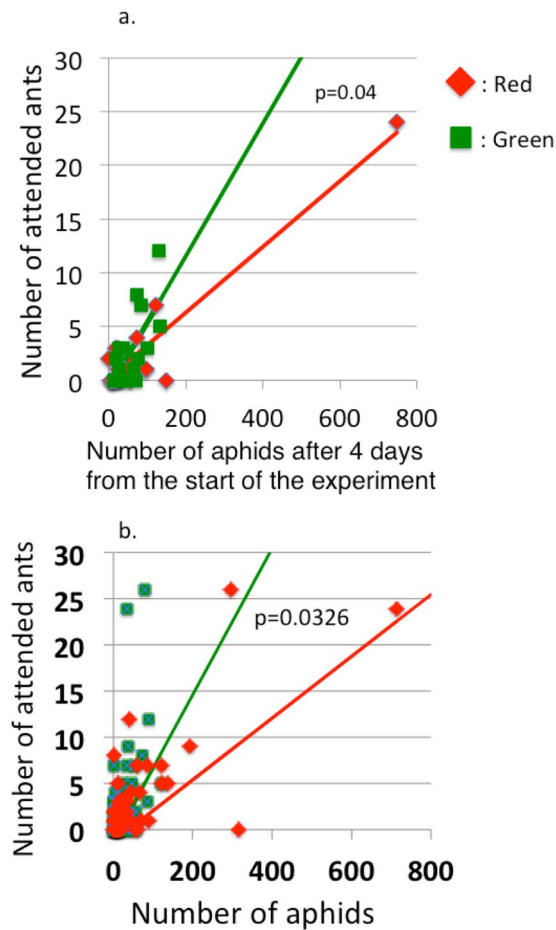 a.
30
25
20
15
10
5
0
p=0.04
: Red
: Green
Number of attended ants
0 200 400 600 800
Number of aphids after 4 days
from the start of the experiment
b.
30
25
20
15
10
5
0
p=0.0326
Number of attended ants
0 200 400 600 800
Number of aphids